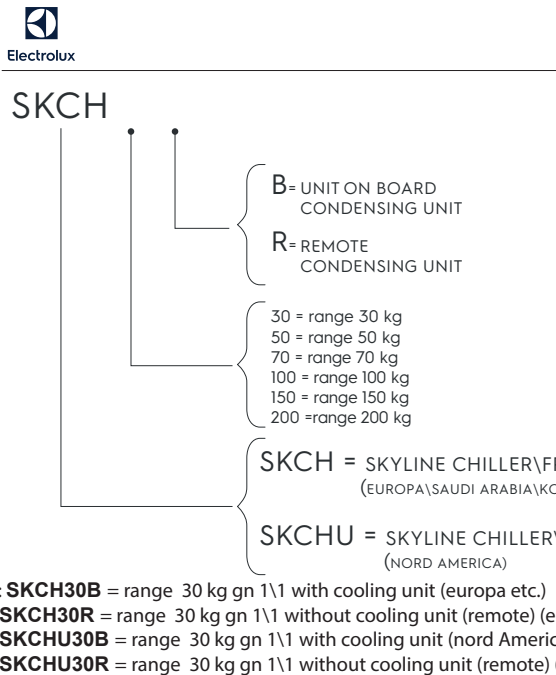 Electrolux
SKCH
B= UNIT ON BOARD
CONDENSING UNIT
R= REMOTE
CONDENSING UNIT
30 = range 30 kg
50 = range 50 kg
70 = range 70 kg
100 = range 100 kg
150 = range 150 kg
200 =range 200 kg
SKCH = SKYLINE CHILLER\F
(EUROPA\SAUDI ARABIA\KO
SKCHU = SKYLINE CHILLER\
(NORD AMERICA)
: SKCH30B = range 30 kg gn 1\1 with cooling unit (europa etc.)
SKCH30R = range 30 kg gn 1\1 without cooling unit (remote) (e
SKCHU30B = range 30 kg gn 1\1 with cooling unit (nord Americ
SKCHU30R = range 30 kg gn 1\1 without cooling unit (remote) (